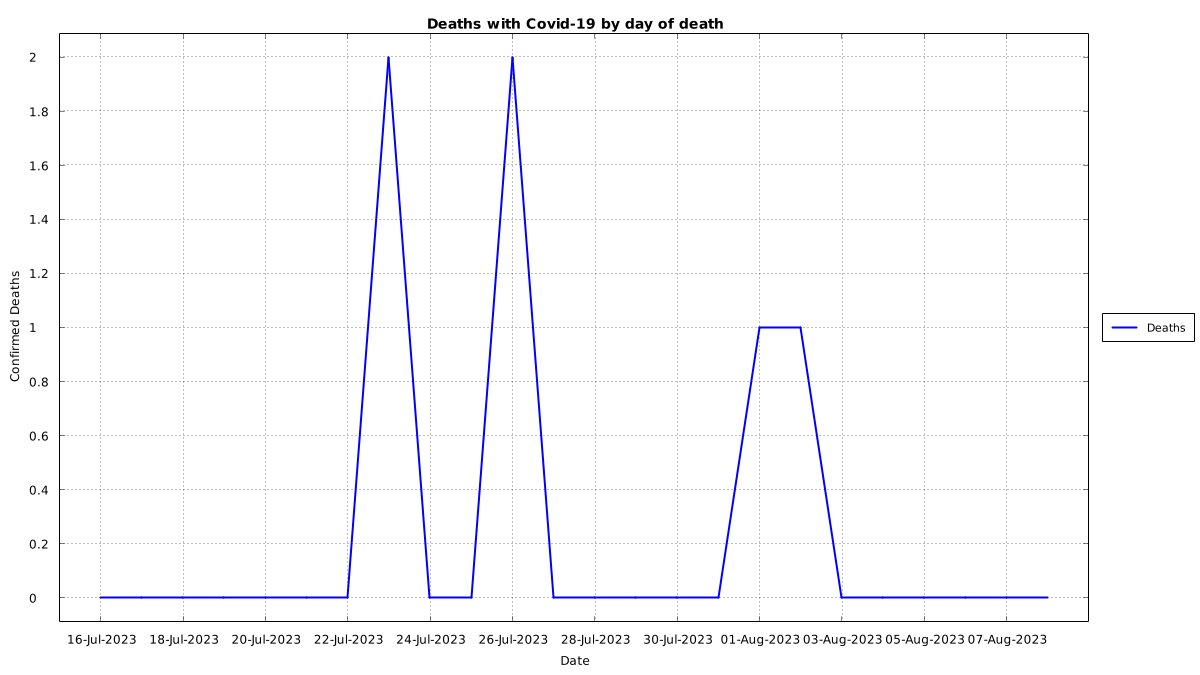 Deaths with Covid-19 by day of death
Confirmed Deaths
2
1.8
1.6
1.4
1.2
1
0.8
0.6
0.4
0.2
0
16-Jul-2023 18-Jul-2023 20-Jul-2023 22-Jul-2023 24-Jul-2023 26-Jul-2023 28-Jul-2023 30-Jul-2023 01-Aug-2023 03-Aug-2023 05-Aug-2023 07-Aug-2023
Date
Deaths